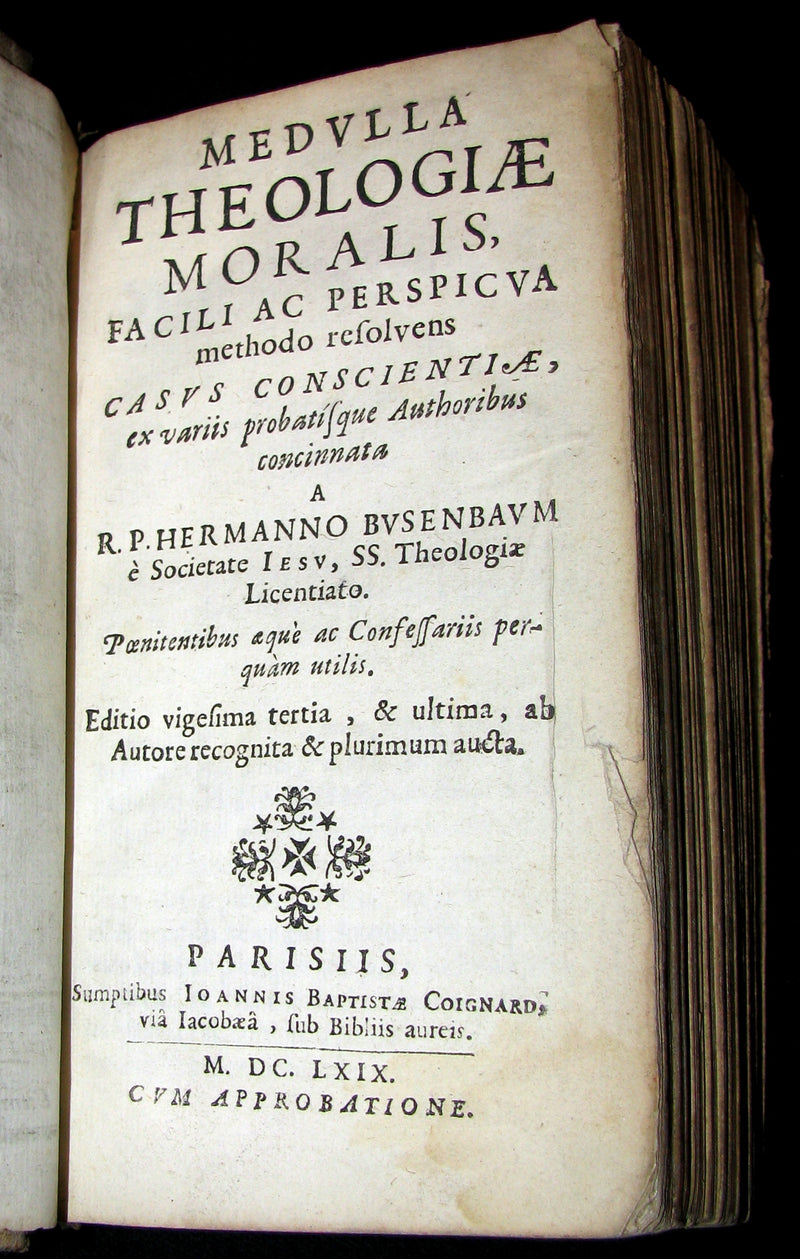 MEDVLLA
THEOLOGIÆ
MORALIS,
FACILI AC PERSPICVA
methodo reſolvens
CASVS CONSCIENTIÆ,
ex variis probatíſque Authoribus
concinnata
A
R. P. HERMANNO BVSENBAVM
è Societate IESV, SS. Theologiæ
Licentiato.
Pœnitentibus æquè ac Confeſſariis per-
quàm utilis.
Editio vigeſima tertia, & ultima, ab
Autore recognita & plurimum aucta.
PARISIIS,
Sumptibus IOANNIS BAPTISTÆ COIGNARD,
viâ Iacobæâ, ſub Bibliis aureis.
M. DC. LXIX.
CVM APPROBATIONE.